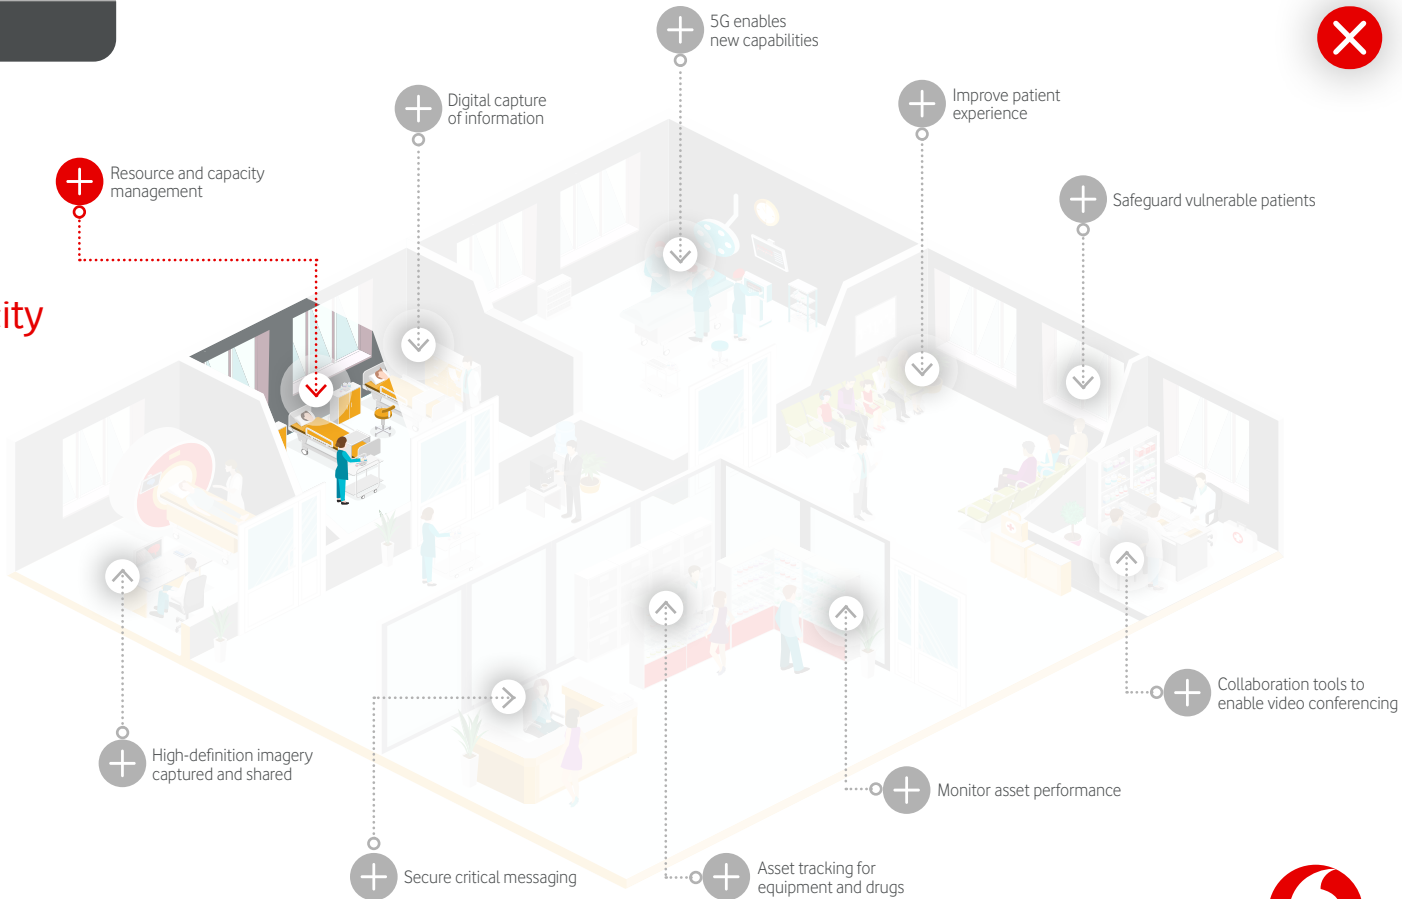 5G enables
new capabilities
Digital capture
of information
Improve patient
experience
Resource and capacity
management
Safeguard vulnerable patients
ity
Collaboration tools to
enable video conferencing
High-definition imagery
captured and shared
Monitor asset performance
Secure critical messaging
Asset tracking for
equipment and drugs